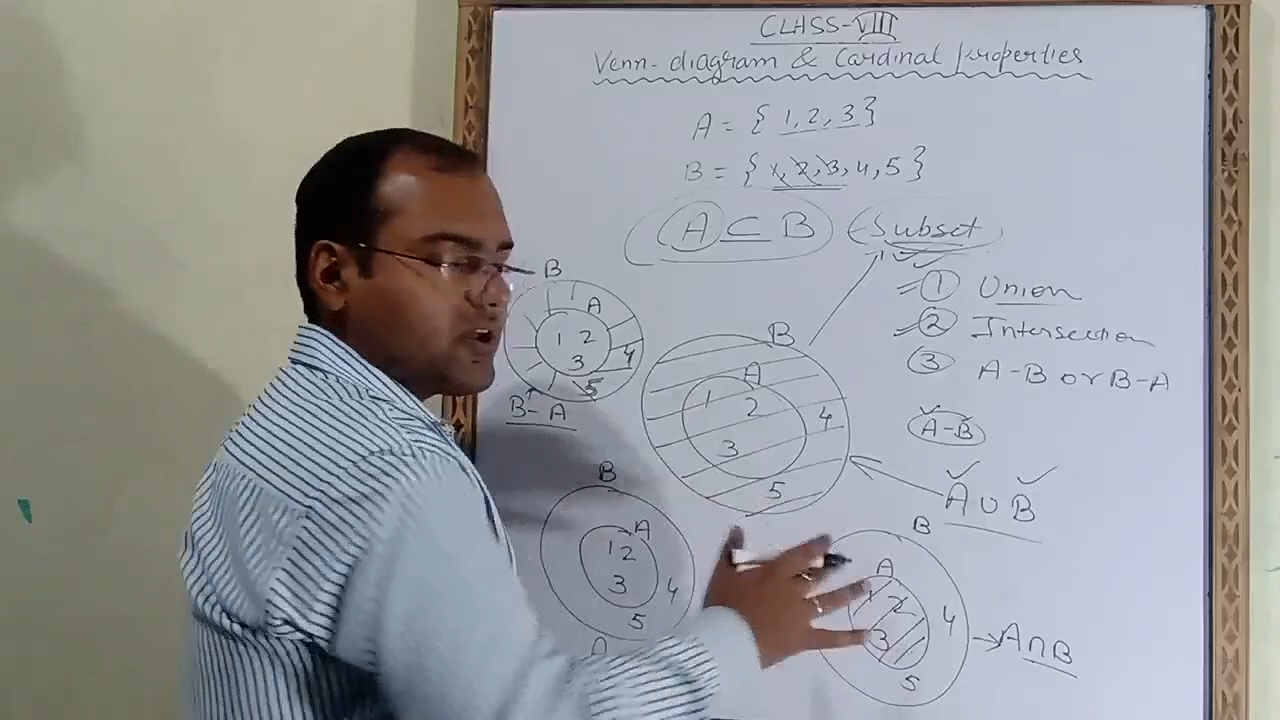 CLASS-VIII
Venn-diagram & Cardinal Properties
A = { 1, 2, 3 }
B = { 1, 2, 3, 4, 5 }
A ⊂ B (Subset)
① Union
② Intersection
③ A-B or B-A
A-B
B
A
1 2
3
4
5
B-A
B
A
1
2
3
4
5
A ∪ B
B
A
1 2
3
4
5
A
B
A
1 2
3
4
5
→A∩B